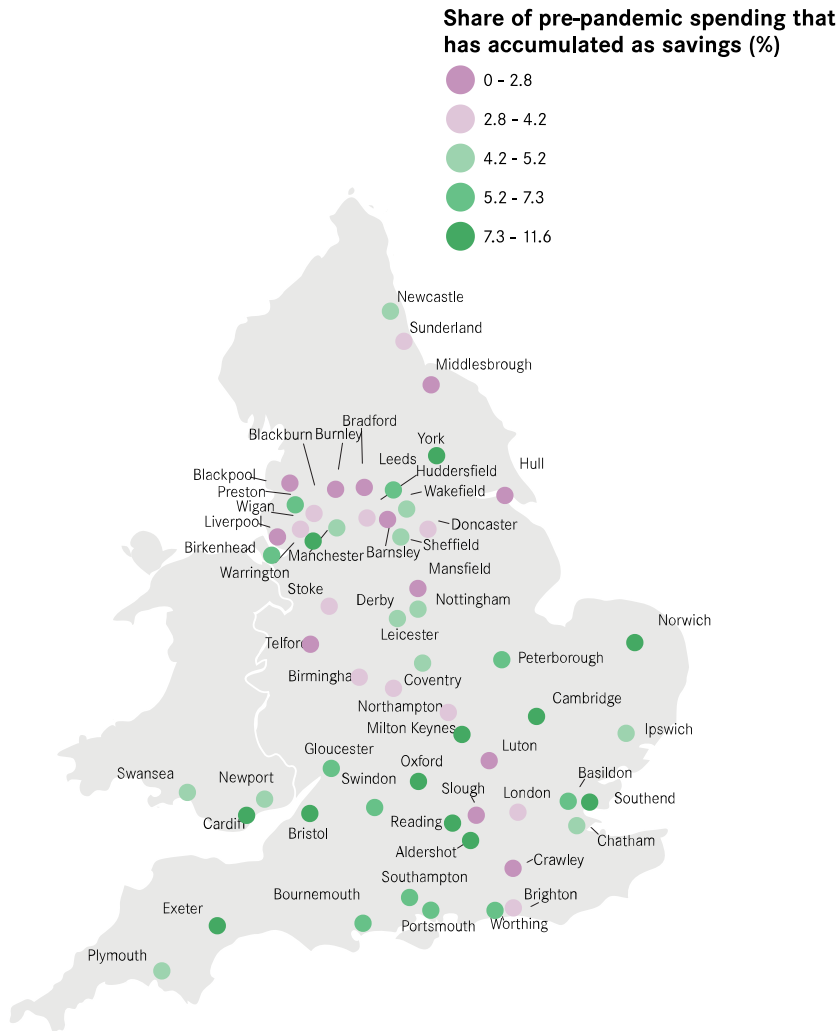 Share of pre-pandemic spending that
has accumulated as savings (%)
0 - 2.8
2.8 - 4.2
4.2 - 5.2
5.2 - 7.3
7.3 - 11.6
Newcastle
Sunderland
Middlesbrough
Bradford
Blackburn
Burnley
York
Leeds
Hull
Huddersfield
Blackpool
Preston
Wakefield
Wigan
Liverpool
Doncaster
Birkenhead
Manchester
Barnsley
Sheffield
Warrington
Mansfield
Stoke
Derby
Nottingham
Leicester
Norwich
Telford
Peterborough
Birmingha
Coventry
Cambridge
Northampton
Milton Keynes
Ipswich
Luton
Gloucester
Oxford
Swansea
Newport
Swindon
Slough
London
Basildon
Southend
Cardiff
Bristol
Reading
Chatham
Aldershot
Crawley
Southampton
Bournemouth
Brighton
Exeter
Portsmouth
Worthing
Plymouth